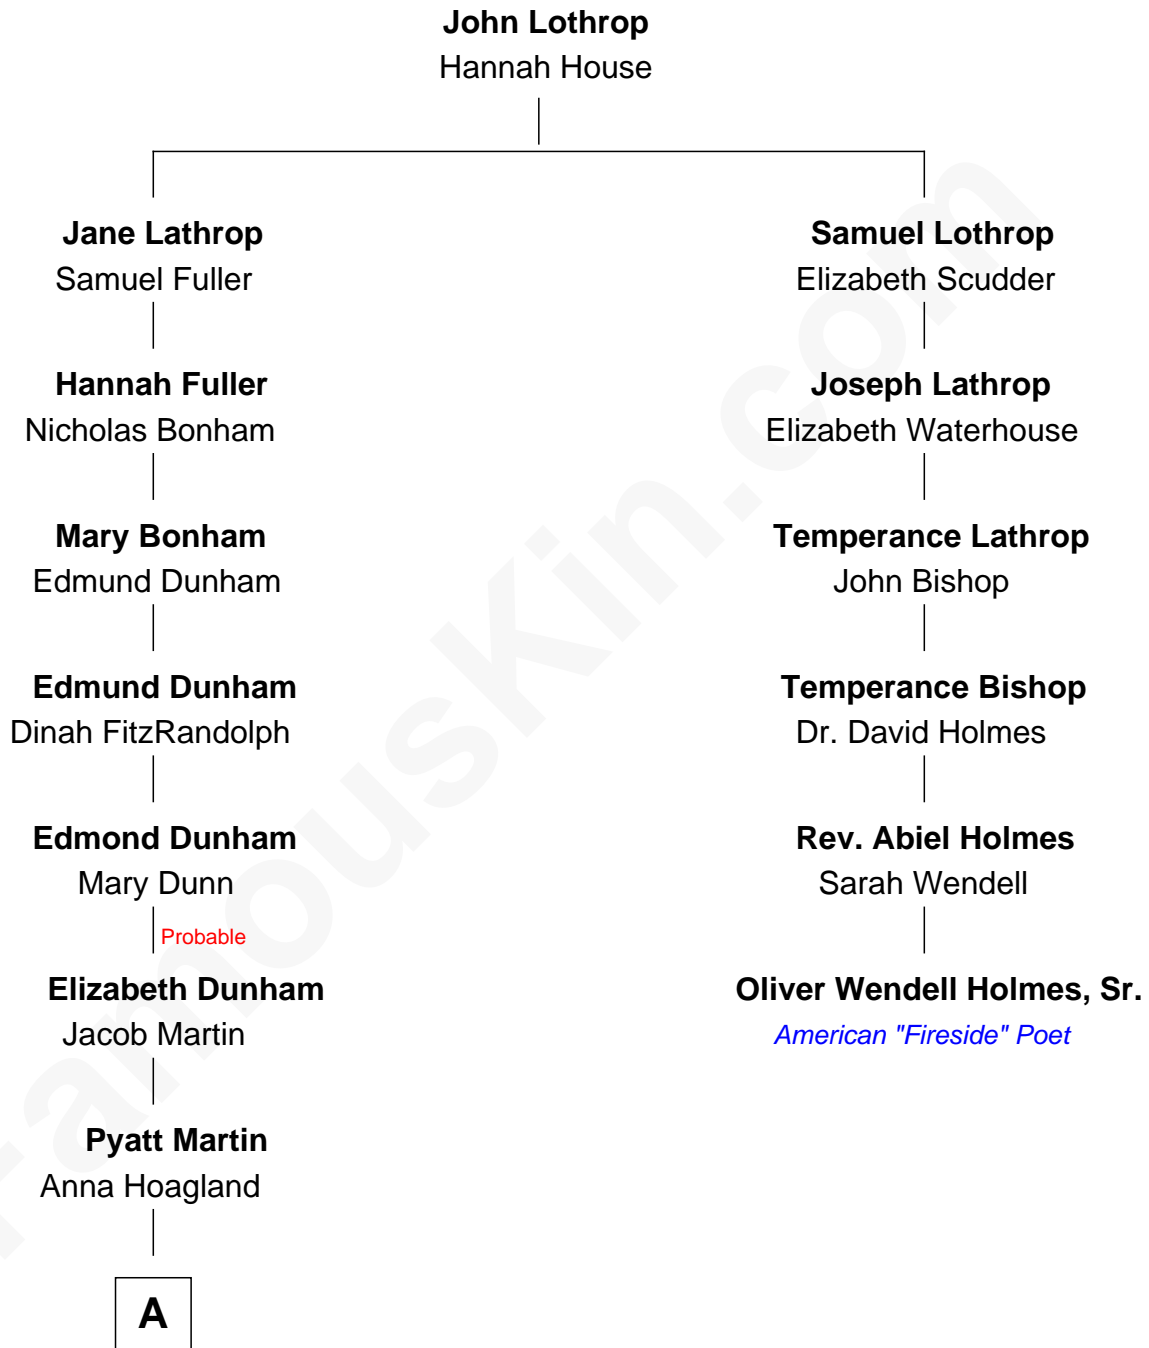 John Lothrop
Hannah House
Jane Lathrop
Samuel Fuller
Hannah Fuller
Nicholas Bonham
Mary Bonham
Edmund Dunham
Edmund Dunham
Dinah FitzRandolph
Edmond Dunham
Mary Dunn
Probable
Elizabeth Dunham
Jacob Martin
Pyatt Martin
Anna Hoagland
A
Samuel Lothrop
Elizabeth Scudder
Joseph Lathrop
Elizabeth Waterhouse
Temperance Lathrop
John Bishop
Temperance Bishop
Dr. David Holmes
Rev. Abiel Holmes
Sarah Wendell
Oliver Wendell Holmes, Sr.
American "Fireside" Poet
FamousKin.com